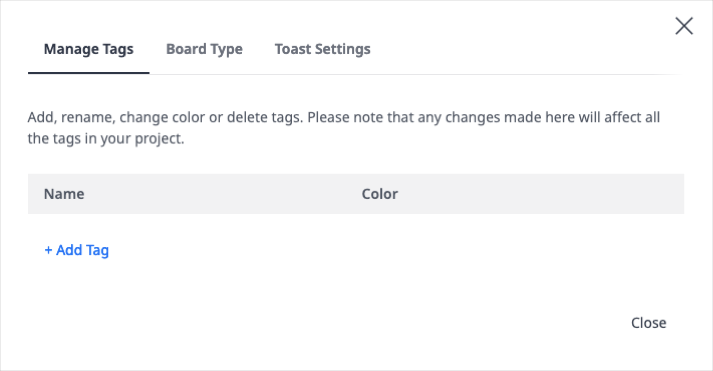 Manage Tags Board Type Toast Settings
Add, rename, change color or delete tags. Please note that any changes made here will affect all
the tags in your project.
Name Color
+ Add Tag
Close